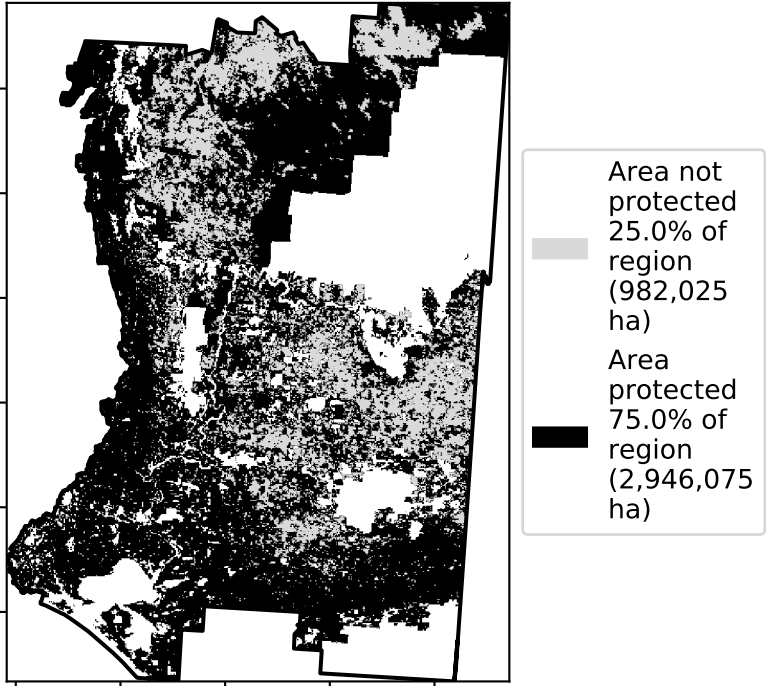 Area not
protected
25.0% of
region
(982,025
ha)
Area
protected
75.0% of
region
(2,946,075
ha)